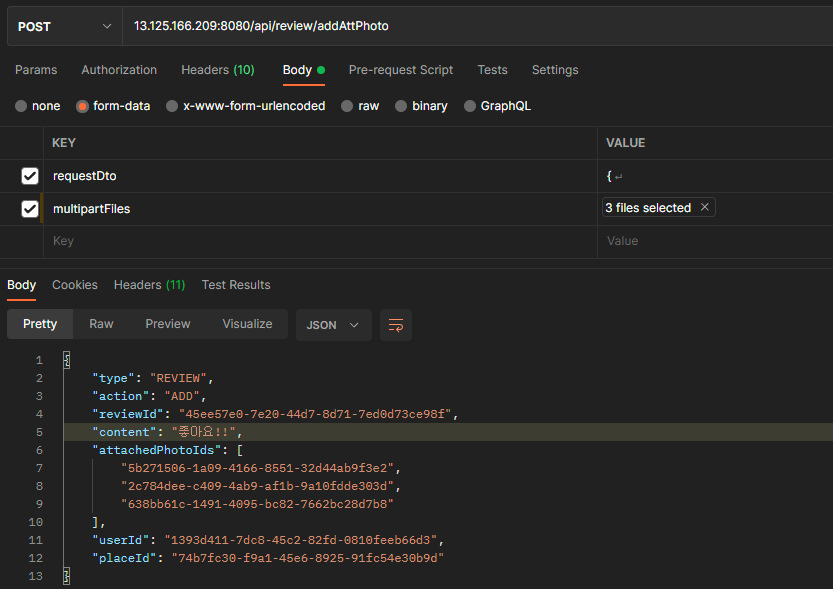 POST 13.125.166.209:8080/api/review/addAttPhoto
Params Authorization Headers (10) Body Pre-request Script Tests Settings
none form-data x-www-form-urlencoded raw binary GraphQL
KEY VALUE
requestDto { ↵
multipartFiles 3 files selected ×
Key Value
Body Cookies Headers (11) Test Results
Pretty Raw Preview Visualize JSON
1 {
2 "type": "REVIEW",
3 "action": "ADD",
4 "reviewId": "45ee57e0-7e20-44d7-8d71-7ed0d73ce98f",
5 "content": "좋아요!!",
6 "attachedPhotoIds": [
7 "5b271506-1a09-4166-8551-32d44ab9f3e2",
8 "2c784dee-c409-4ab9-af1b-9a10fdde303d",
9 "638bb61c-1491-4095-bc82-7662bc28d7b8"
10 ],
11 "userId": "1393d411-7dc8-45c2-82fd-0810feeb66d3",
12 "placeId": "74b7fc30-f9a1-45e6-8925-91fc54e30b9d"
13 }